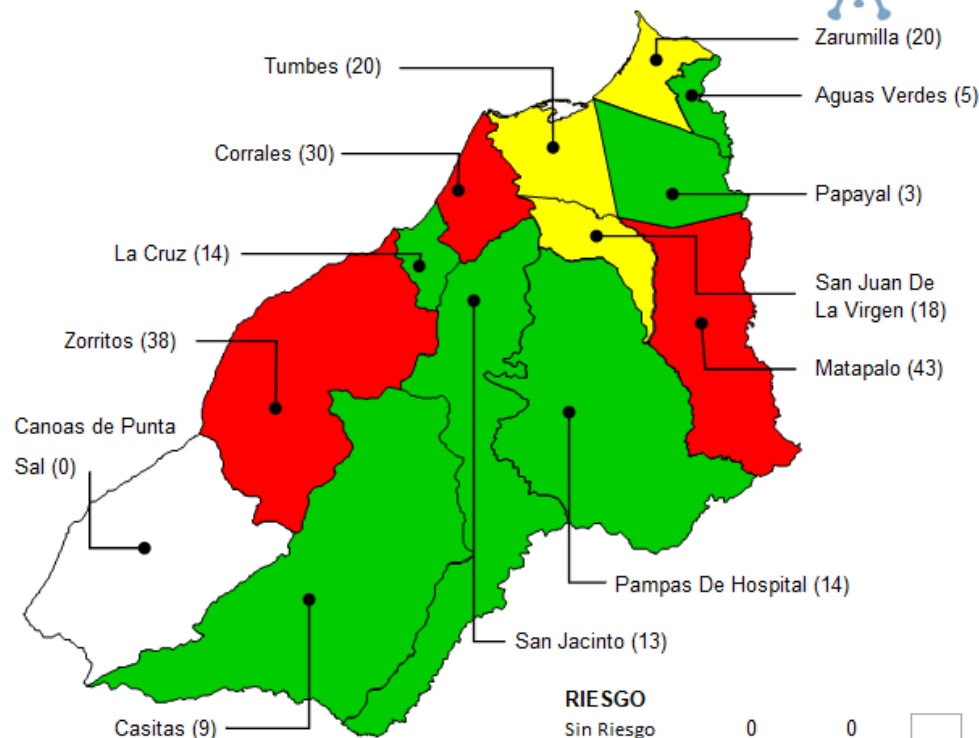 Zarumilla (20)
Tumbes (20)
Aguas Verdes (5)
Corrales (30)
Papayal (3)
La Cruz (14)
San Juan De
La Virgen (18)
Zorritos (38)
Matapalo (43)
Canoas de Punta
Sal (0)
Pampas De Hospital (14)
San Jacinto (13)
Casitas (9)
RIESGO
Sin Riesgo 0 0